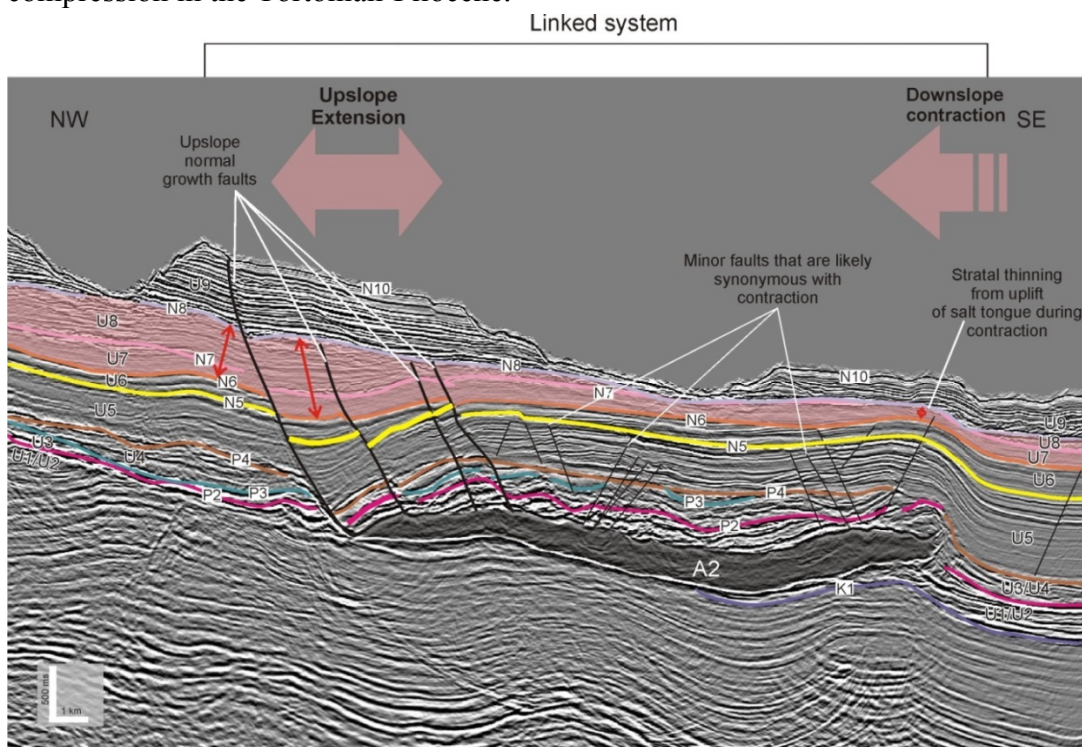 compression in the Tortonian-Pliocene.
Linked system
NW
Upslope
Extension
Downslope
contraction
SE
Upslope
normal
growth faults
Minor faults that are likely
synonymous with
contraction
Stratal thinning
from uplift
of salt tongue during
contraction
U9
N10
N8
U8
N7
U7
N6
U6
N5
U5
U3
U4
U1/U2
P4
P2
P3
N8
N7
N6
N5
P3
P4
P2
A2
K1
N10
U9
U8
U7
U6
U5
U3/U4
U1/U2
500 ms
1 km